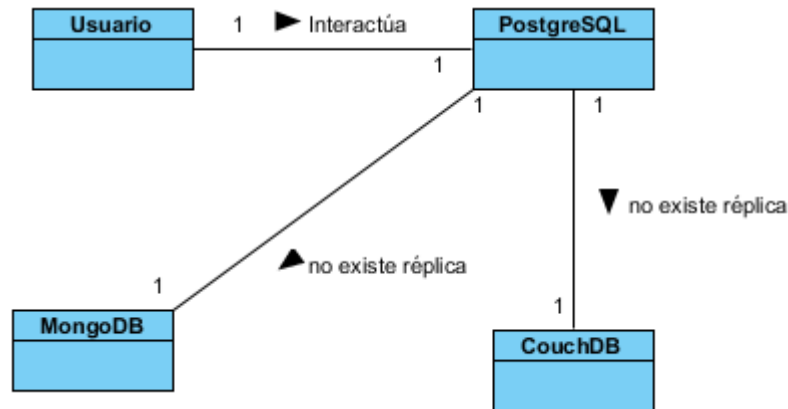 Usuario
1 Interactúa
PostgreSQL
1
1
1
no existe réplica
no existe réplica
1
1
MongoDB
CouchDB